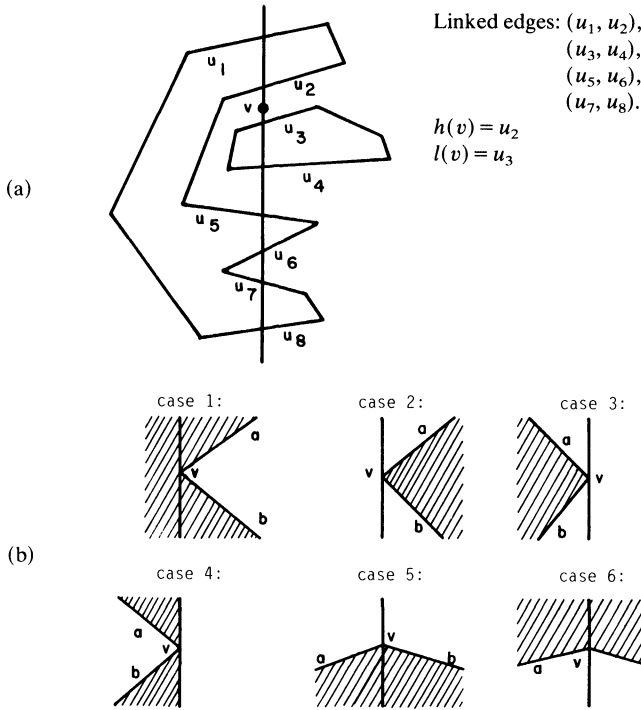 Linked edges: (u₁, u₂),
(u₃, u₄),
(u₅, u₆),
(u₇, u₈).
h(v) = u₂
l(v) = u₃
(a)
u₁
u₂
v
u₃
u₄
u₅
u₆
u₇
u₈
(b)
case 1:
case 2:
case 3:
a
v
b
a
v
b
a
v
b
case 4:
case 5:
case 6:
a
v
b
v
a
b
v
a